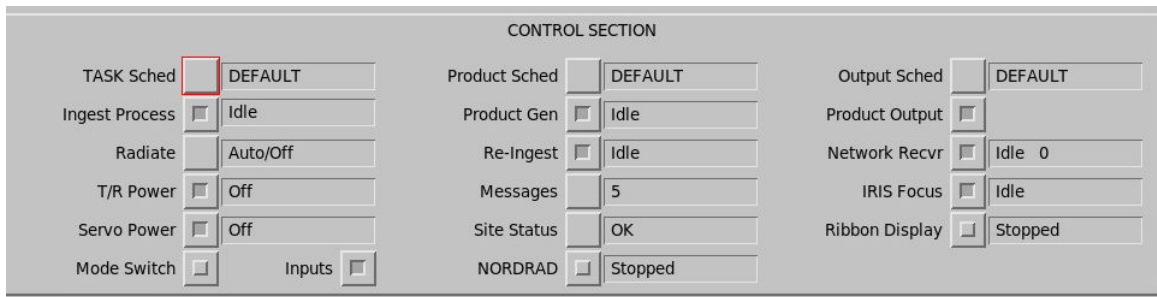 CONTROL SECTION
TASK Sched DEFAULT Product Sched DEFAULT Output Sched DEFAULT
Ingest Process Idle Product Gen Idle Product Output
Radiate Auto/Off Re-Ingest Idle Network Recvr Idle 0
T/R Power Off Messages 5 IRIS Focus Idle
Servo Power Off Site Status OK Ribbon Display Stopped
Mode Switch Inputs NORDRAD Stopped